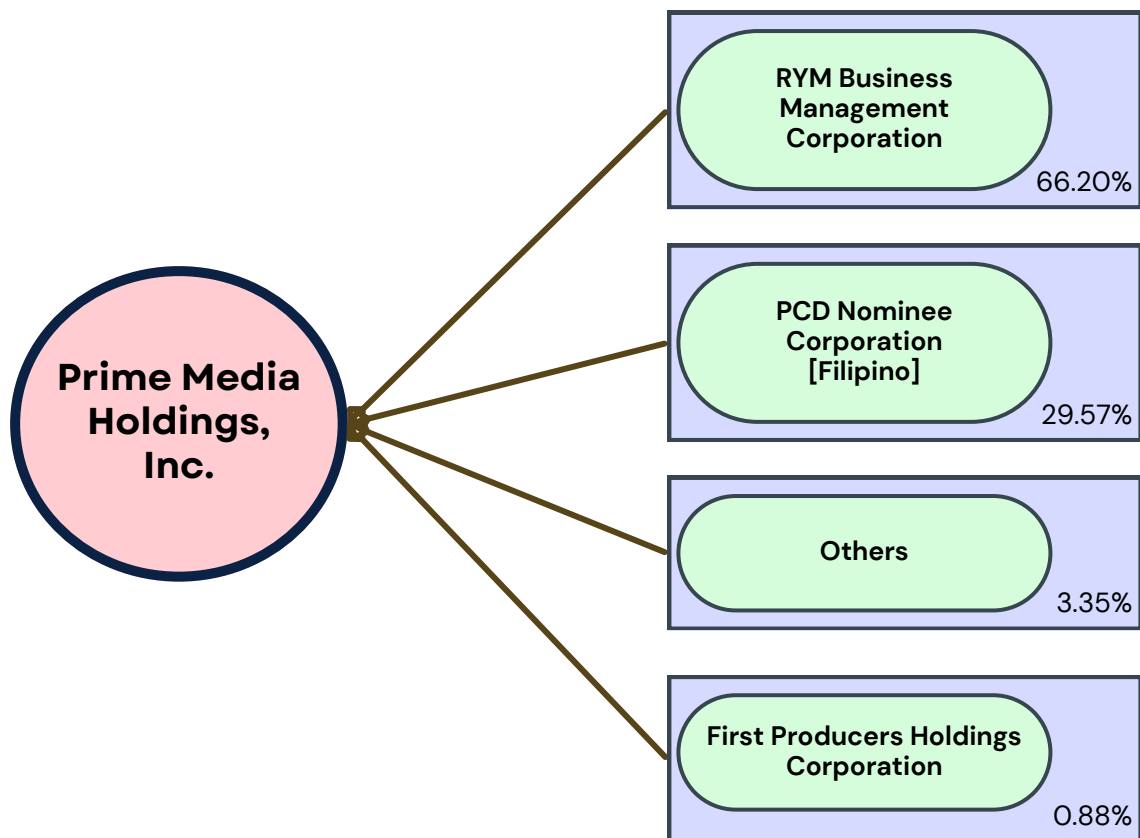 Prime Media
Holdings,
Inc.
RYM Business
Management
Corporation
66.20%
PCD Nominee
Corporation
[Filipino]
29.57%
Others
3.35%
First Producers Holdings
Corporation
0.88%